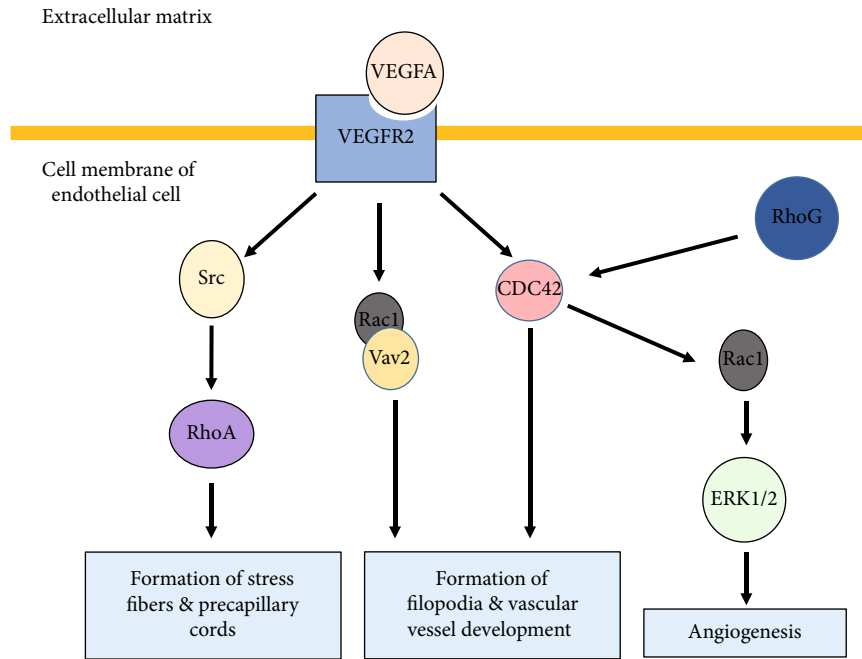 Extracellular matrix
VEGFA
VEGFR2
Cell membrane of
endothelial cell
RhoG
Src
CDC42
Rac1
Vav2
Rac1
RhoA
ERK1/2
Formation of stress
fibers & precapillary
cords
Formation of
filopodia & vascular
vessel development
Angiogenesis